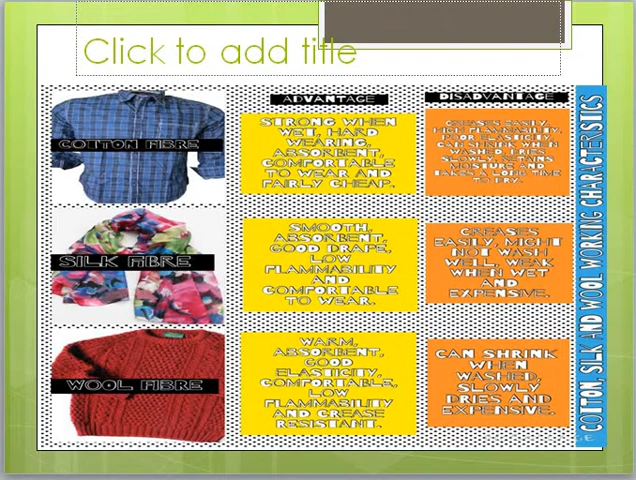 Click to add title
ADVANTAGE
DISADVANTAGE
COTTON FIBRE
STRONG WHEN
WET, HARD
WEARING,
ABSORBENT,
COMFORTABLE
TO WEAR AND
FAIRLY CHEAP.
CREASES EASILY,
HIGH FLAMMABILITY,
POOR ELASTICITY,
CAN SHRINK WHEN
WASHED, DRIES
SLOWLY, RETAINS
MOISTURE AND
TAKES A LONG TIME
TO DRY.
SILK FIBRE
SMOOTH,
ABSORBENT,
GOOD DRAPE,
LOW
FLAMMABILITY
AND
COMFORTABLE
TO WEAR.
CREASES
EASILY, MIGHT
NOT WASH
WELL, WEAK
WHEN WET
AND
EXPENSIVE.
WOOL FIBRE
WARM,
ABSORBENT,
GOOD
ELASTICITY,
COMFORTABLE,
LOW
FLAMMABILITY
AND CREASE
RESISTANT.
CAN SHRINK
WHEN
WASHED,
SLOWLY
DRIES AND
EXPENSIVE.
COTTON, SILK AND WOOL WORKING CHARACTERISTICS